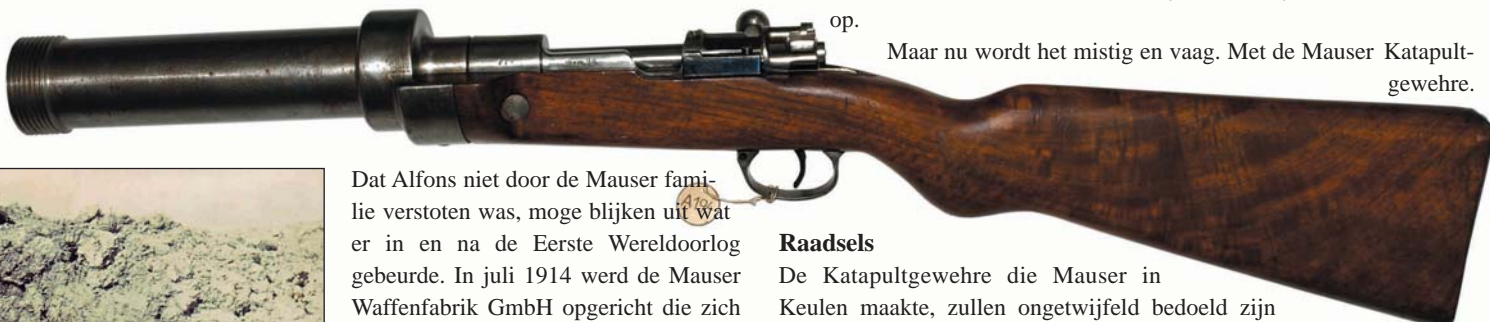 op.
Maar nu wordt het mistig en vaag. Met de Mauser Katapult-
gewehre.
Dat Alfons niet door de Mauser fami-
lie verstoten was, moge blijken uit wat
er in en na de Eerste Wereldoorlog
gebeurde. In juli 1914 werd de Mauser
Waffenfabrik GmbH opgericht die zich
Raadsels
De Katapultgewehre die Mauser in
Keulen maakte, zullen ongetwijfeld bedoeld zijn